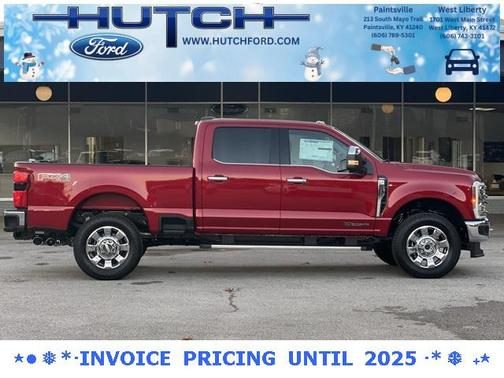 HUTCH
Ford
WWW.HUTCHFORD.COM
Paintsville
213 South Mayo Trail
Paintsville, KY 41240
(606) 789-5301
West Liberty
1701 West Main Street
West Liberty, KY 41472
(606) 743-3101
★●❄*·INVOICE PRICING UNTIL 2025·*❄ .★